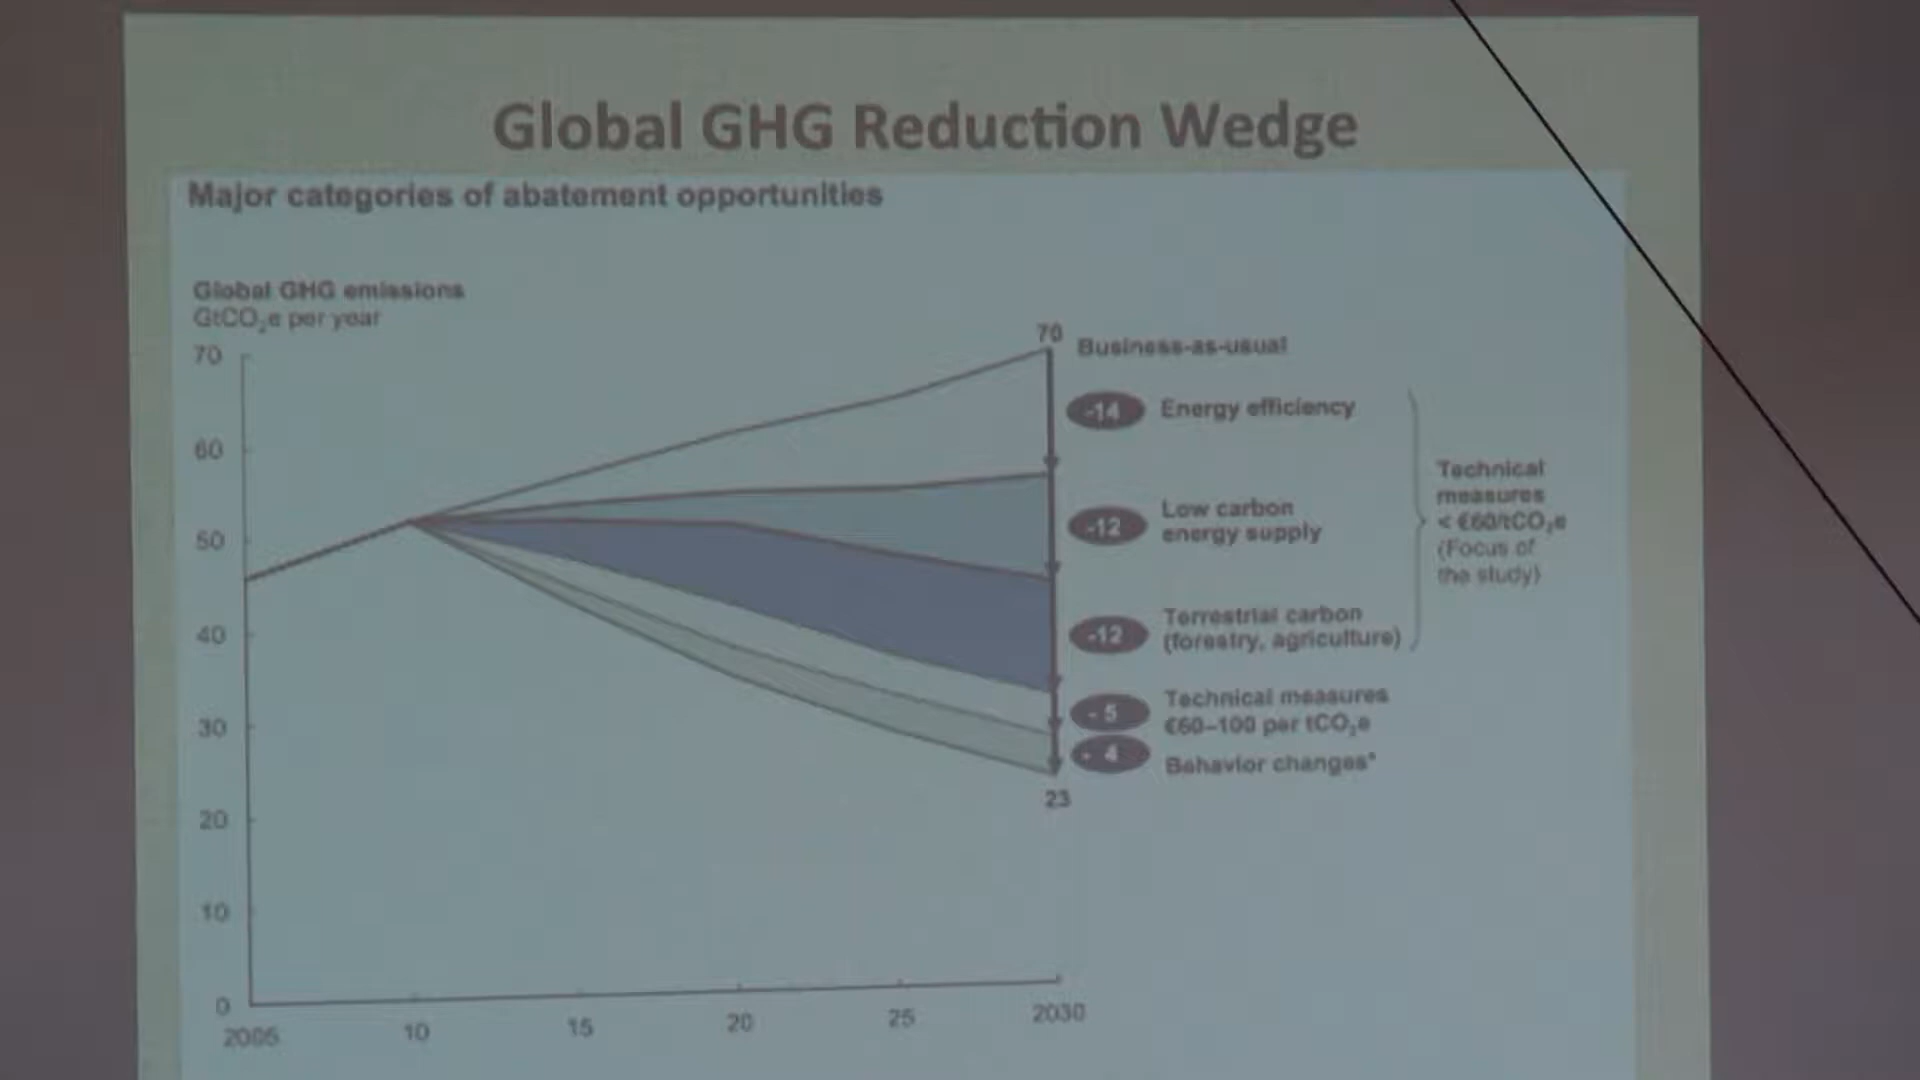 Global GHG Reduction Wedge
Major categories of abatement opportunities
Global GHG emissions
GtCO₂e per year
70
60
50
40
30
20
10
0
2005
10
15
20
25
2030
70
Business-as-usual
-14
Energy efficiency
-12
Low carbon
energy supply
-12
Terrestrial carbon
(forestry, agriculture)
- 5
Technical measures
€60–100 per tCO₂e
- 4
Behavior changes*
23
Technical
measures
< €60/tCO₂e
(Focus of
the study)